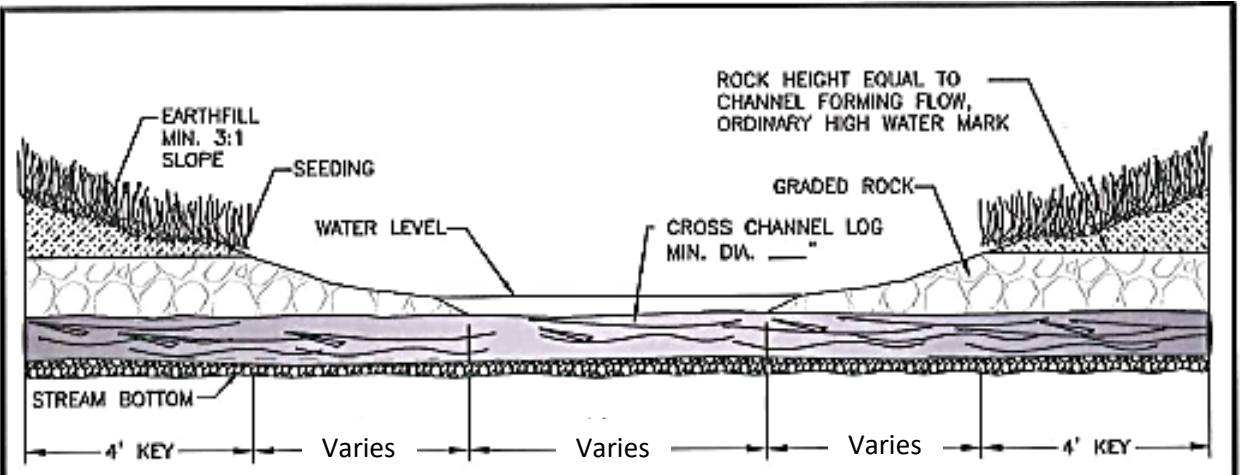 ROCK HEIGHT EQUAL TO
CHANNEL FORMING FLOW,
ORDINARY HIGH WATER MARK
EARTHFILL
MIN. 3:1
SLOPE
SEEDING
GRADED ROCK
WATER LEVEL
CROSS CHANNEL LOG
MIN. DIA. ____"
STREAM BOTTOM
4' KEY
Varies
Varies
Varies
4' KEY